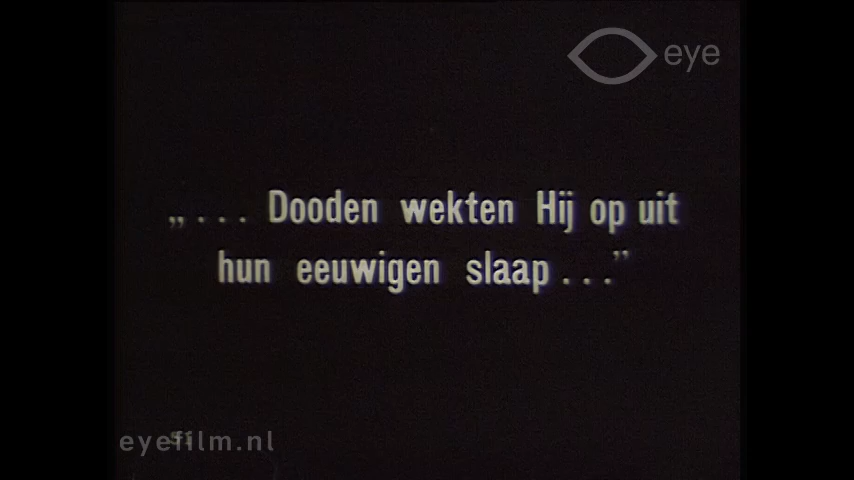 eye
„... Dooden wekten Hij op uit
hun eeuwigen slaap..."
eyefilm.nl